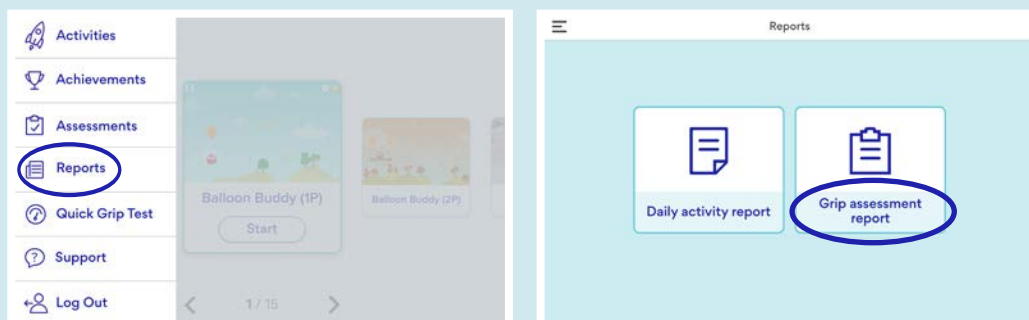 Activities
Achievements
Assessments
Reports
Quick Grip Test
Support
Log Out
Balloon Buddy (1P)
Start
Balloon Buddy (2P)
1 / 15
Reports
Daily activity report
Grip assessment
report